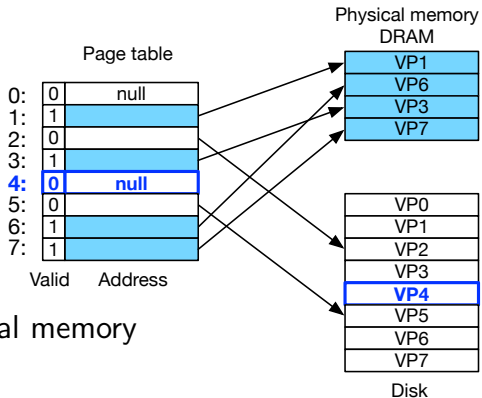 Physical memory
DRAM
Page table
VP1
VP6
VP3
VP7
0: 0 null
1: 1
2: 0
3: 1
4: 0 null
5: 0
6: 1
7: 1
Valid Address
VP0
VP1
VP2
VP3
VP4
VP5
VP6
VP7
Disk
al memory